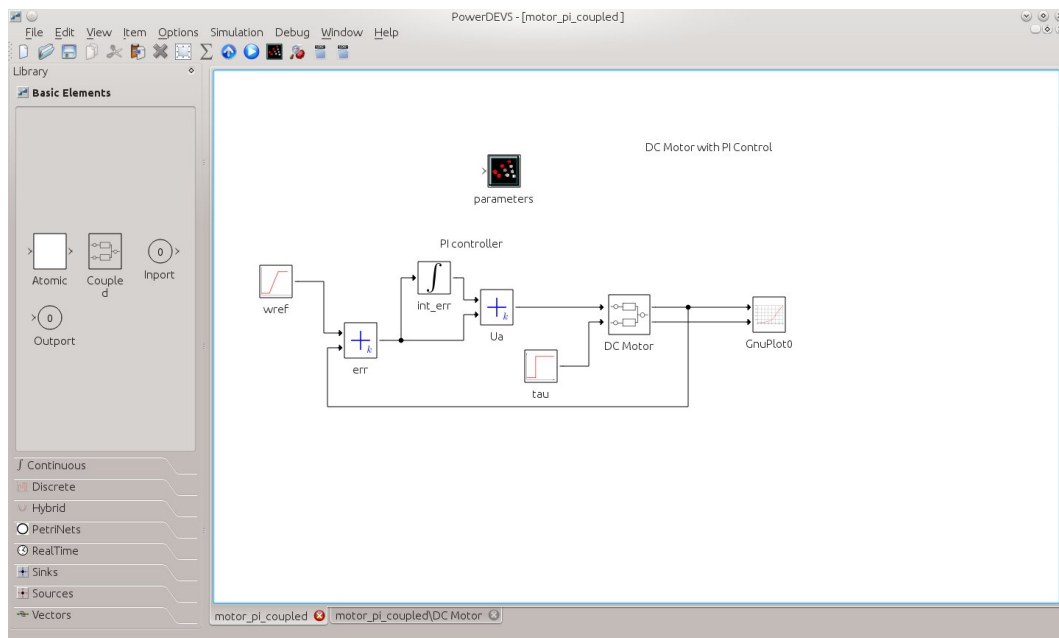 PowerDEVS - [motor_pi_coupled ]
File Edit View Item Options Simulation Debug Window Help
Library
Basic Elements
Atomic
Couple
d
0
Inport
0
Outport
∫ Continuous
Discrete
Hybrid
PetriNets
RealTime
Sinks
Sources
Vectors
DC Motor with PI Control
parameters
PI controller
wref
∫
int_err
+k
Ua
+k
err
DC Motor
GnuPlot0
tau
motor_pi_coupled
motor_pi_coupled\DC Motor